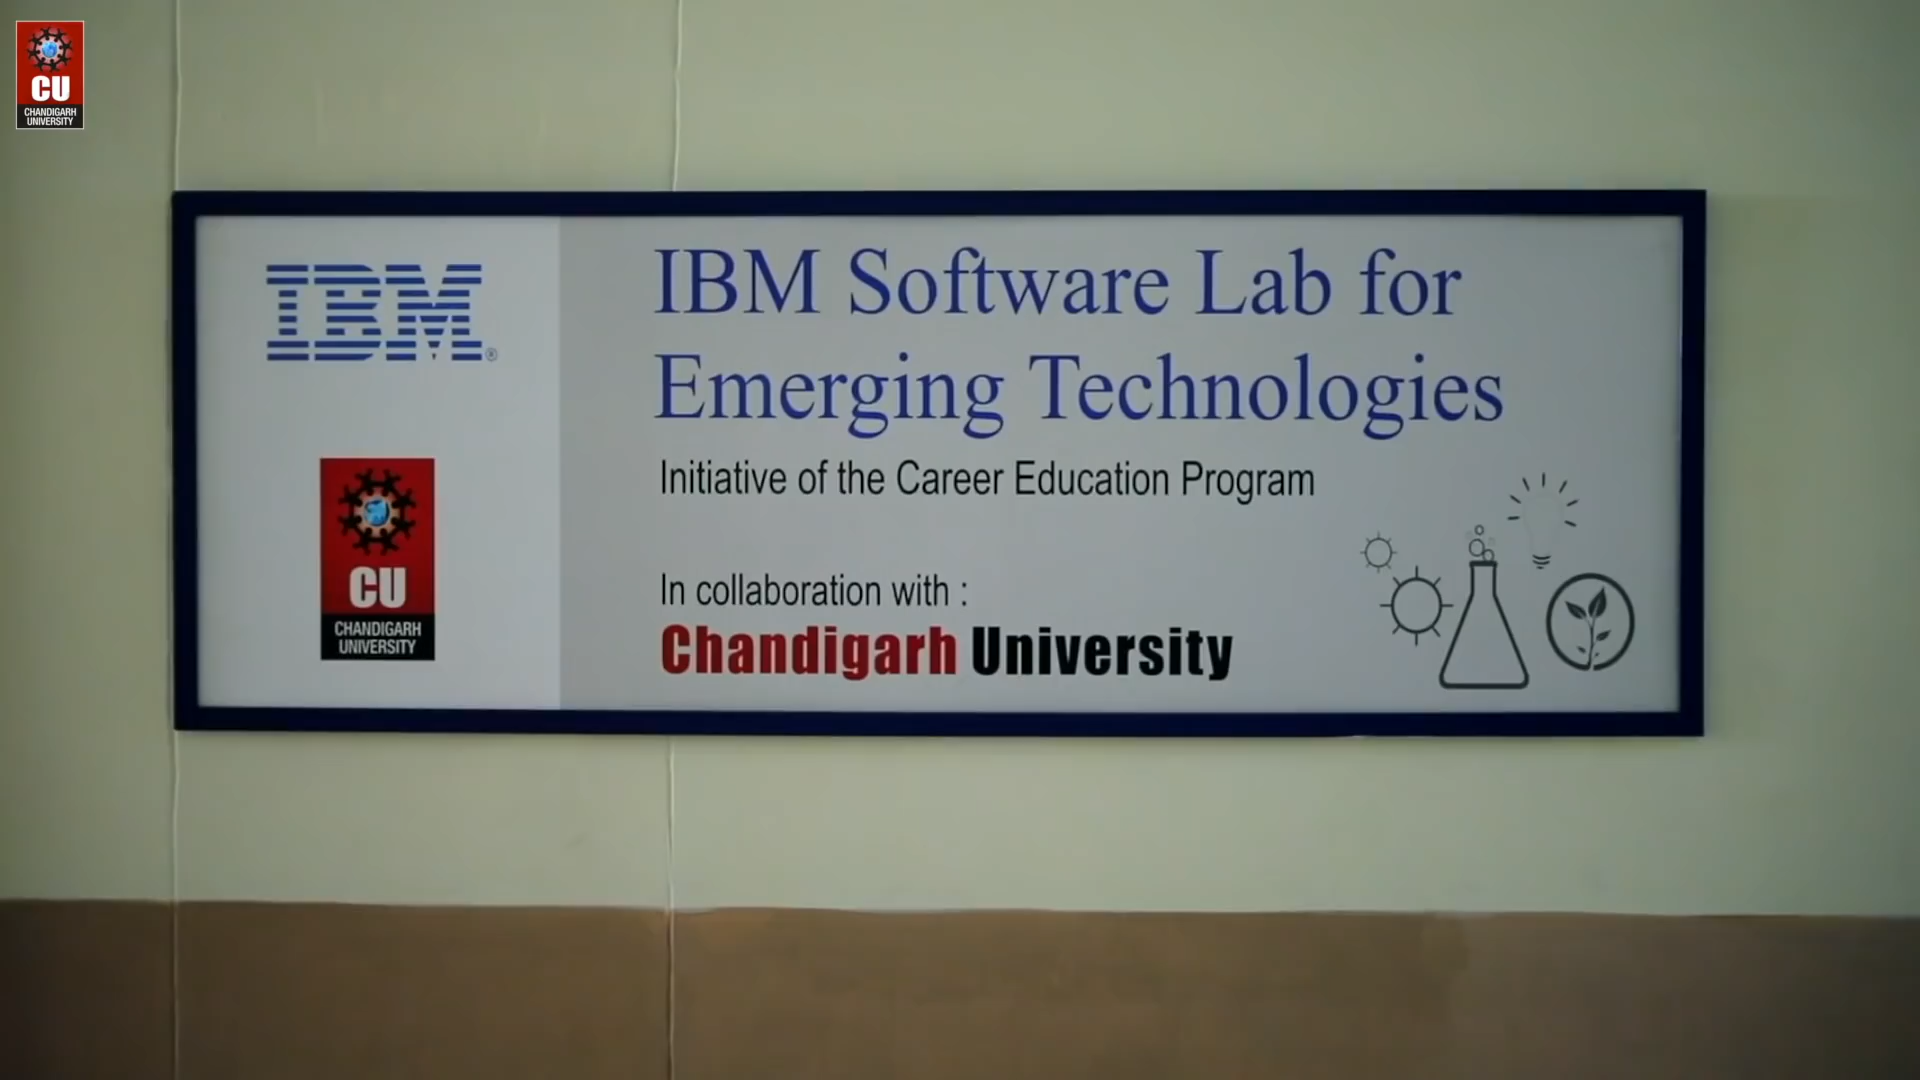 CU
CHANDIGARH
UNIVERSITY
IBM®
CU
CHANDIGARH
UNIVERSITY
IBM Software Lab for
Emerging Technologies
Initiative of the Career Education Program
In collaboration with :
Chandigarh University